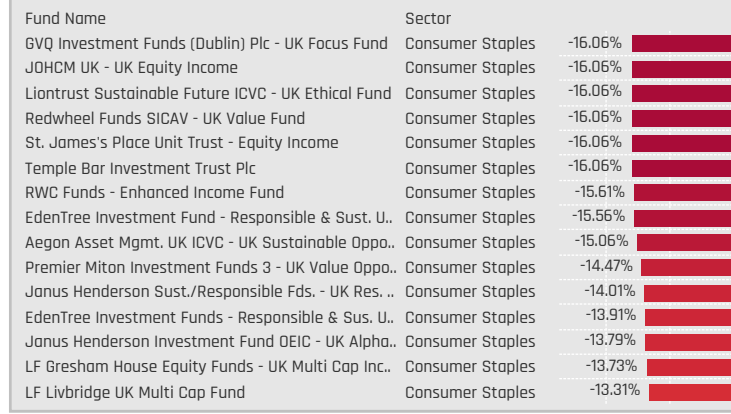 Fund Name Sector
GVQ Investment Funds (Dublin) Plc - UK Focus Fund Consumer Staples -16.06%
JOHCM UK - UK Equity Income Consumer Staples -16.06%
Liontrust Sustainable Future ICVC - UK Ethical Fund Consumer Staples -16.06%
Redwheel Funds SICAV - UK Value Fund Consumer Staples -16.06%
St. James's Place Unit Trust - Equity Income Consumer Staples -16.06%
Temple Bar Investment Trust Plc Consumer Staples -16.06%
RWC Funds - Enhanced Income Fund Consumer Staples -15.61%
EdenTree Investment Fund - Responsible & Sust. U.. Consumer Staples -15.56%
Aegon Asset Mgmt. UK ICVC - UK Sustainable Oppo.. Consumer Staples -15.06%
Premier Miton Investment Funds 3 - UK Value Oppo.. Consumer Staples -14.47%
Janus Henderson Sust./Responsible Fds. - UK Res. .. Consumer Staples -14.01%
EdenTree Investment Funds - Responsible & Sus. U.. Consumer Staples -13.91%
Janus Henderson Investment Fund OEIC - UK Alpha.. Consumer Staples -13.79%
LF Gresham House Equity Funds - UK Multi Cap Inc.. Consumer Staples -13.73%
LF Livbridge UK Multi Cap Fund Consumer Staples -13.31%